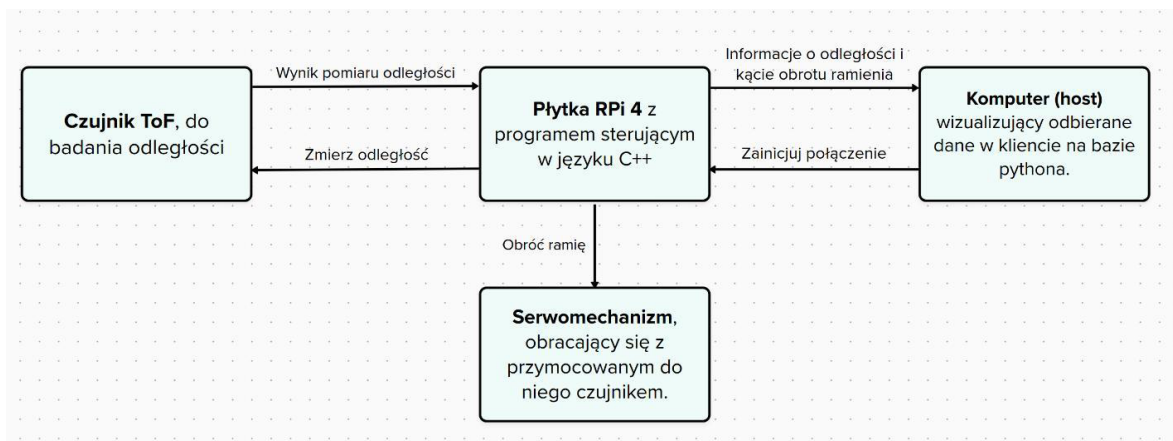 Czujnik ToF, do
badania odległości
Wynik pomiaru odległości
Zmierz odległość
Płytka RPi 4 z
programem sterującym
w języku C++
Informacje o odległości i
kącie obrotu ramienia
Zainicjuj połączenie
Komputer (host)
wizualizujący odbierane
dane w kliencie na bazie
pythona.
Obróć ramię
Serwomechanizm,
obracający się z
przymocowanym do
niego czujnikem.